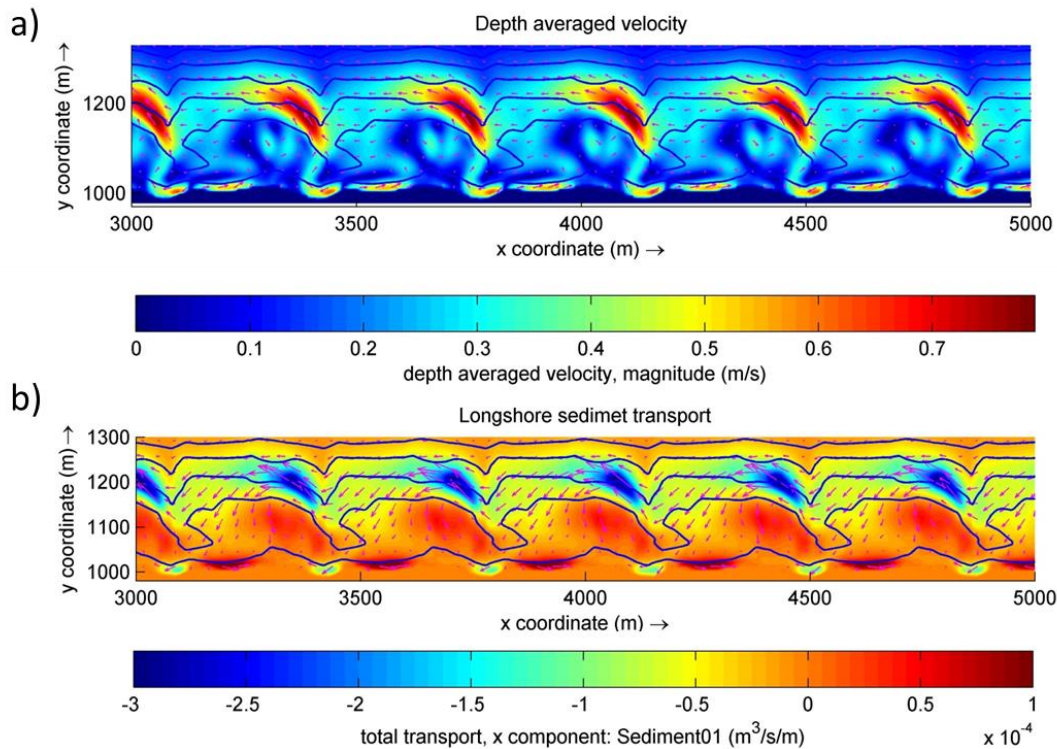 a)
Depth averaged velocity
y coordinate (m) →
1200
1000
3000 3500 4000 4500 5000
x coordinate (m) →
0 0.1 0.2 0.3 0.4 0.5 0.6 0.7
depth averaged velocity, magnitude (m/s)
b)
Longshore sedimet transport
y coordinate (m) →
1300
1200
1100
1000
3000 3500 4000 4500 5000
x coordinate (m) →
-3 -2.5 -2 -1.5 -1 -0.5 0 0.5 1
total transport, x component: Sediment01 (m³/s/m)
x 10⁻⁴